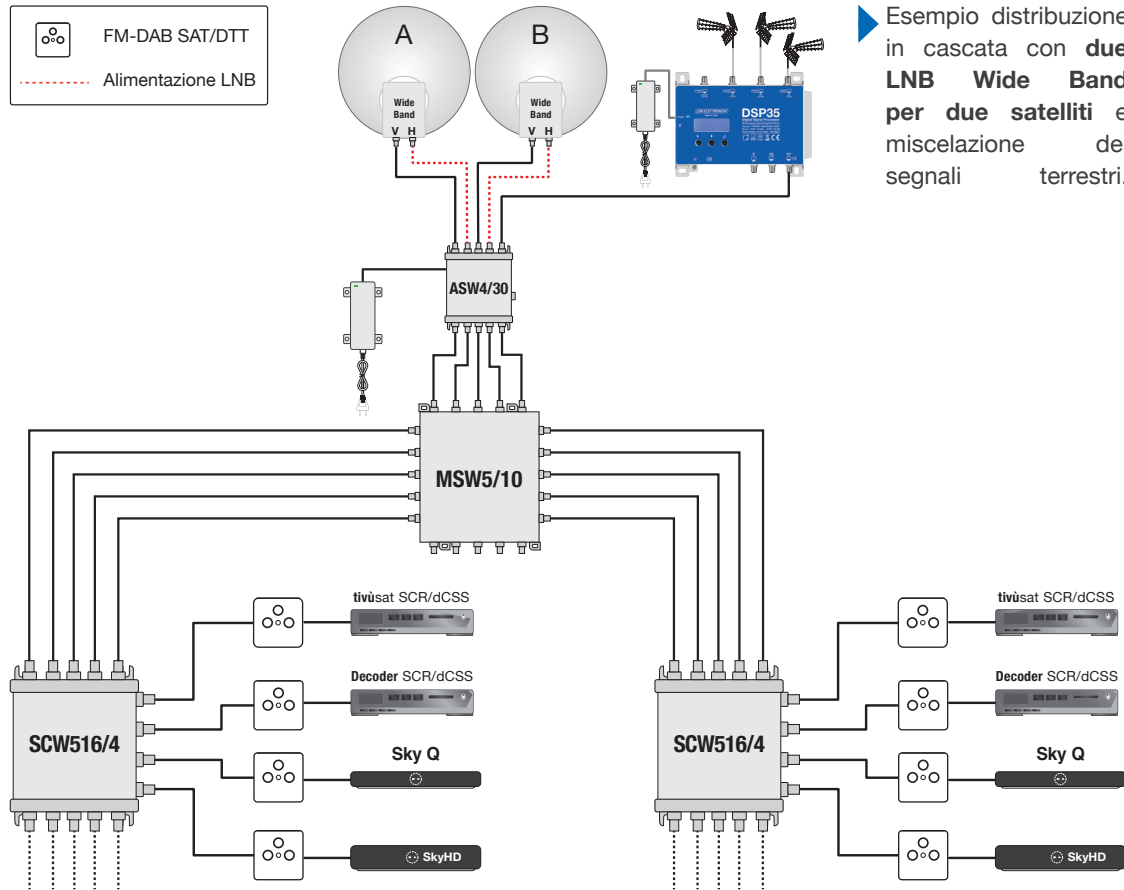 FM-DAB SAT/DTT
Alimentazione LNB
A
B
Wide
Band
V H
Wide
Band
V H
DSP35
Esempio distribuzione
in cascata con due
LNB Wide Band
per due satelliti e
miscelazione de
segnali terrestri.
ASW4/30
MSW5/10
tivùsat SCR/dCSS
Decoder SCR/dCSS
Sky Q
SkyHD
SCW516/4
tivùsat SCR/dCSS
Decoder SCR/dCSS
Sky Q
SkyHD
SCW516/4